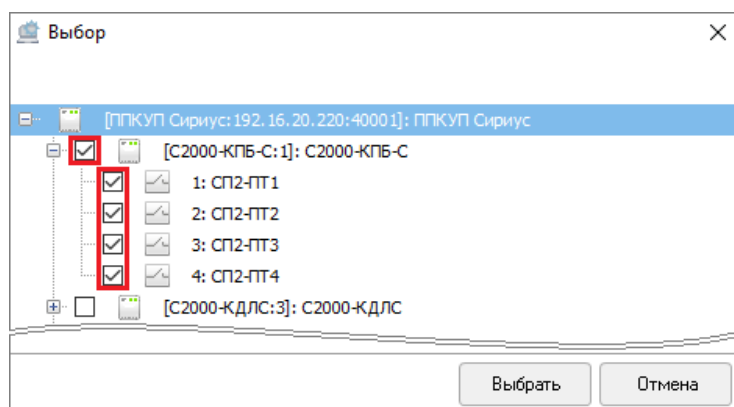 Выбор
[ППКУП Сириус:192.16.20.220:40001]: ППКУП Сириус
[С2000-КПБ-С:1]: С2000-КПБ-С
1: СП2-ПТ1
2: СП2-ПТ2
3: СП2-ПТ3
4: СП2-ПТ4
[С2000-КДЛС:3]: С2000-КДЛС
Выбрать Отмена